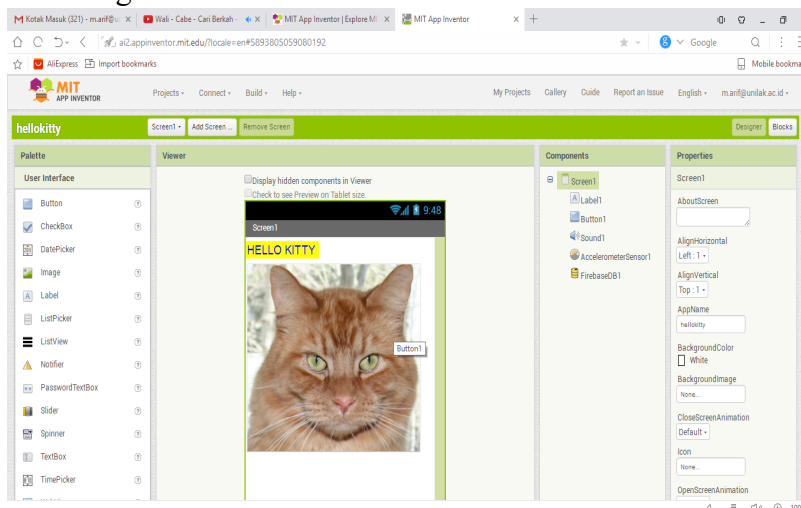 Kotak Masuk (321) - m.arif@u
Wali - Cabe - Cari Berkah -
MIT App Inventor | Explore MI
MIT App Inventor
ai2.appinventor.mit.edu/?locale=en#5893805059080192
Google
AliExpress
Import bookmarks
Mobile bookma
MIT
APP INVENTOR
Projects
Connect
Build
Help
My Projects
Gallery
Guide
Report an Issue
English
m.arif@unilak.ac.id
hellokitty
Screen1
Add Screen ...
Remove Screen
Designer
Blocks
Palette
Viewer
Components
Properties
User Interface
Button
CheckBox
DatePicker
Image
Label
ListPicker
ListView
Notifier
PasswordTextBox
Slider
Spinner
TextBox
TimePicker
Display hidden components in Viewer
Check to see Preview on Tablet size.
9:48
Screen1
HELLO KITTY
Button1
Screen1
Label1
Button1
Sound1
AccelerometerSensor1
FirebaseDB1
Screen1
AboutScreen
AlignHorizontal
Left : 1
AlignVertical
Top : 1
AppName
hellokitty
BackgroundColor
White
BackgroundImage
None...
CloseScreenAnimation
Default
Icon
None...
OpenScreenAnimation